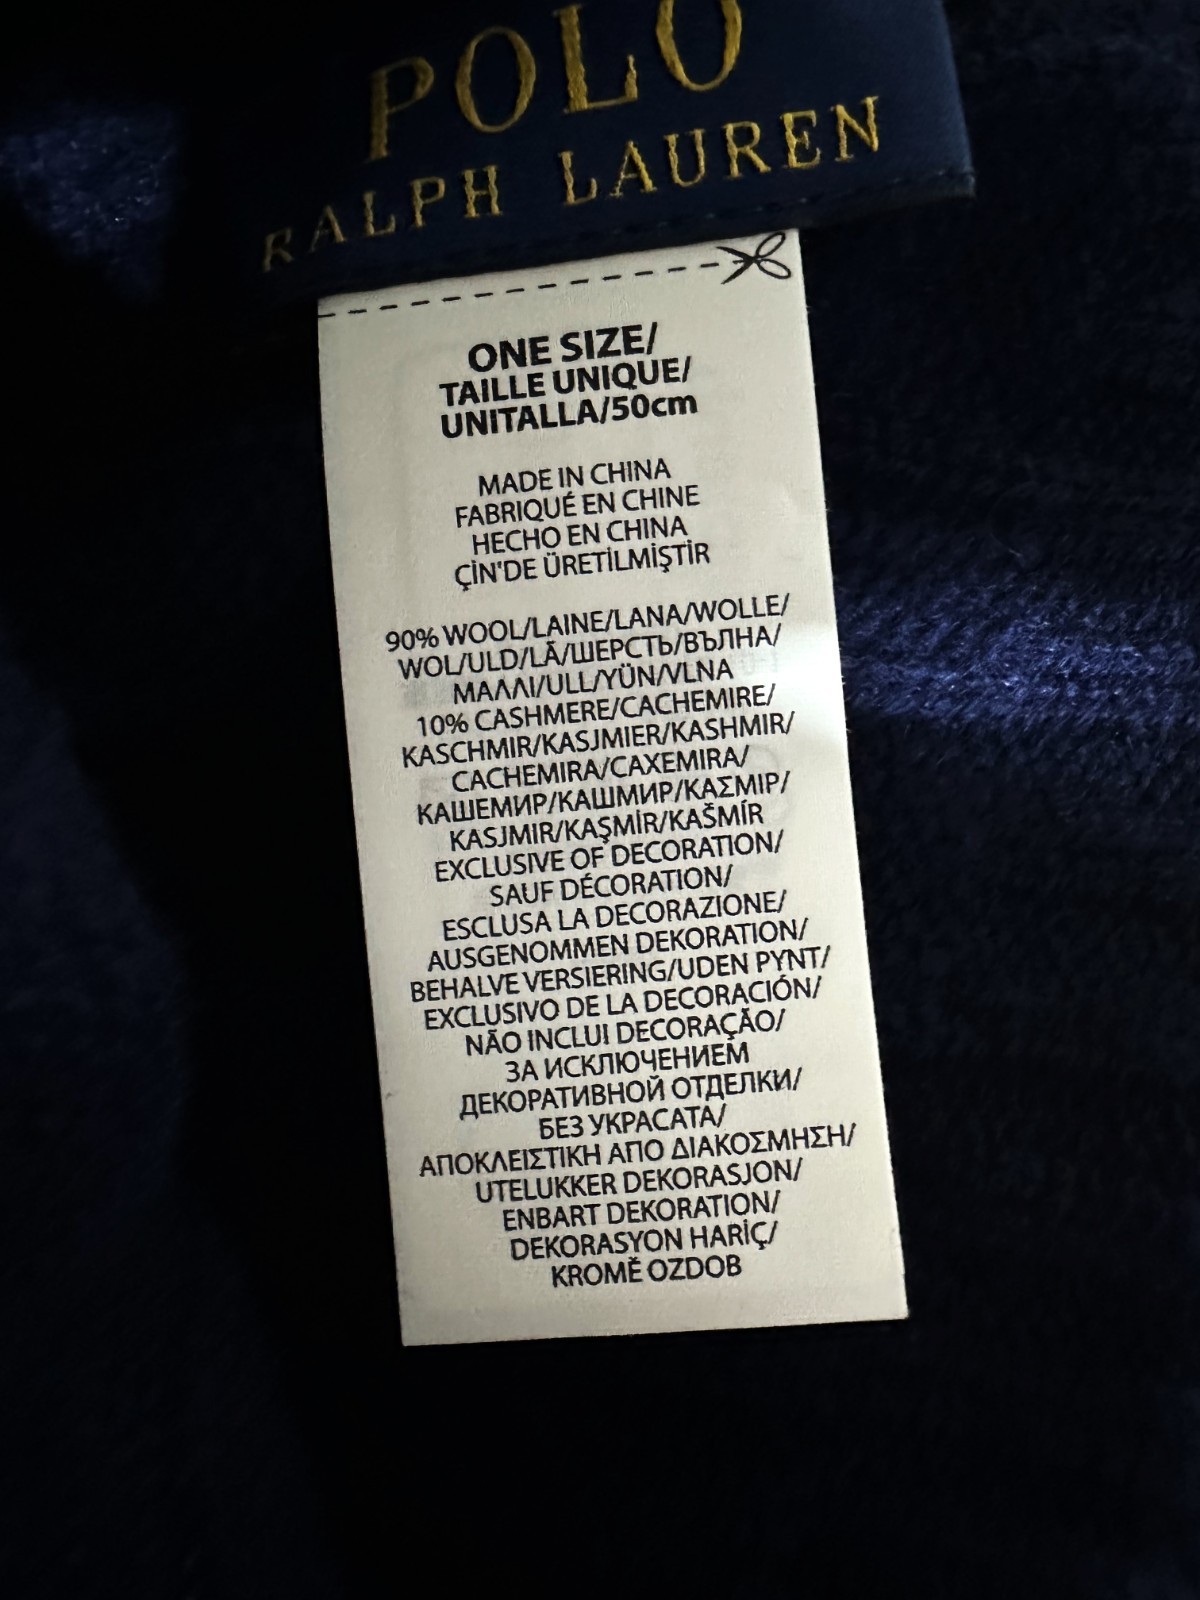 POLO
RALPH LAUREN
ONE SIZE/
TAILLE UNIQUE/
UNITALLA/50cm
MADE IN CHINA
FABRIQUÉ EN CHINE
HECHO EN CHINA
ÇİN'DE ÜRETİLMİŞTİR
90% WOOL/LAINE/LANA/WOLLE/
WOL/ULD/LÃ/ШЕРСТЬ/ВЪЛНА/
ΜΑΛΛΙ/ULL/YÜN/VLNA
10% CASHMERE/CACHEMIRE/
KASCHMIR/KASJMIER/KASHMIR/
CACHEMIRA/CAXEMIRA/
КАШЕМИР/КАШМИР/ΚΑΣΜΙΡ/
KASJMIR/KAŞMİR/KAŠMÍR
EXCLUSIVE OF DECORATION/
SAUF DÉCORATION/
ESCLUSA LA DECORAZIONE/
AUSGENOMMEN DEKORATION/
BEHALVE VERSIERING/UDEN PYNT/
EXCLUSIVO DE LA DECORACIÓN/
NÃO INCLUI DECORAÇÃO/
ЗА ИСКЛЮЧЕНИЕМ
ДЕКОРАТИВНОЙ ОТДЕЛКИ/
БЕЗ УКРАСАТА/
ΑΠΟΚΛΕΙΣΤΙΚΗ ΑΠΟ ΔΙΑΚΟΣΜΗΣΗ/
UTELUKKER DEKORASJON/
ENBART DEKORATION/
DEKORASYON HARİÇ/
KROMĚ OZDOB